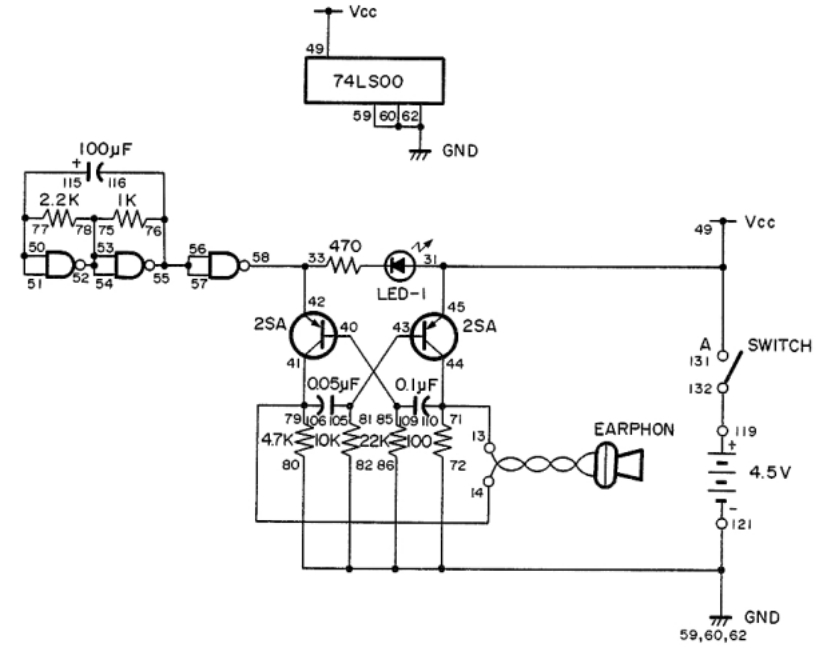 Vcc
49
74LS00
59 60 62
GND
100µF
+
115 116
2.2K 1K
77 78 75 76
50 53 56
51 52 54 55 57 58
33 470 31
LED-1
49 Vcc
42 45
2SA 40 43 2SA
41 44
A
131
SWITCH
132
0.05µF 0.1µF
79 106 105 81 85 109 110 71
4.7K 10K 22K 100
80 82 86 72
13
14
EARPHON
119
+
4.5V
-
121
GND
59,60,62